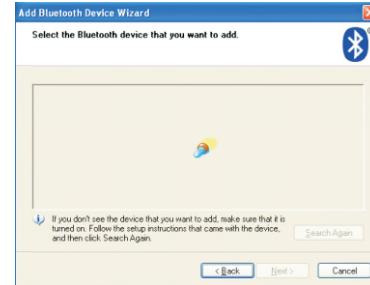 Add Bluetooth Device Wizard
Select the Bluetooth device that you want to add.
If you don't see the device that you want to add, make sure that it is
turned on. Follow the setup instructions that came with the device,
and then click Search Again.
Search Again
< Back
Next >
Cancel